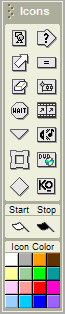 Icons
=
WAIT
DVD
KO
Start Stop
Icon Color